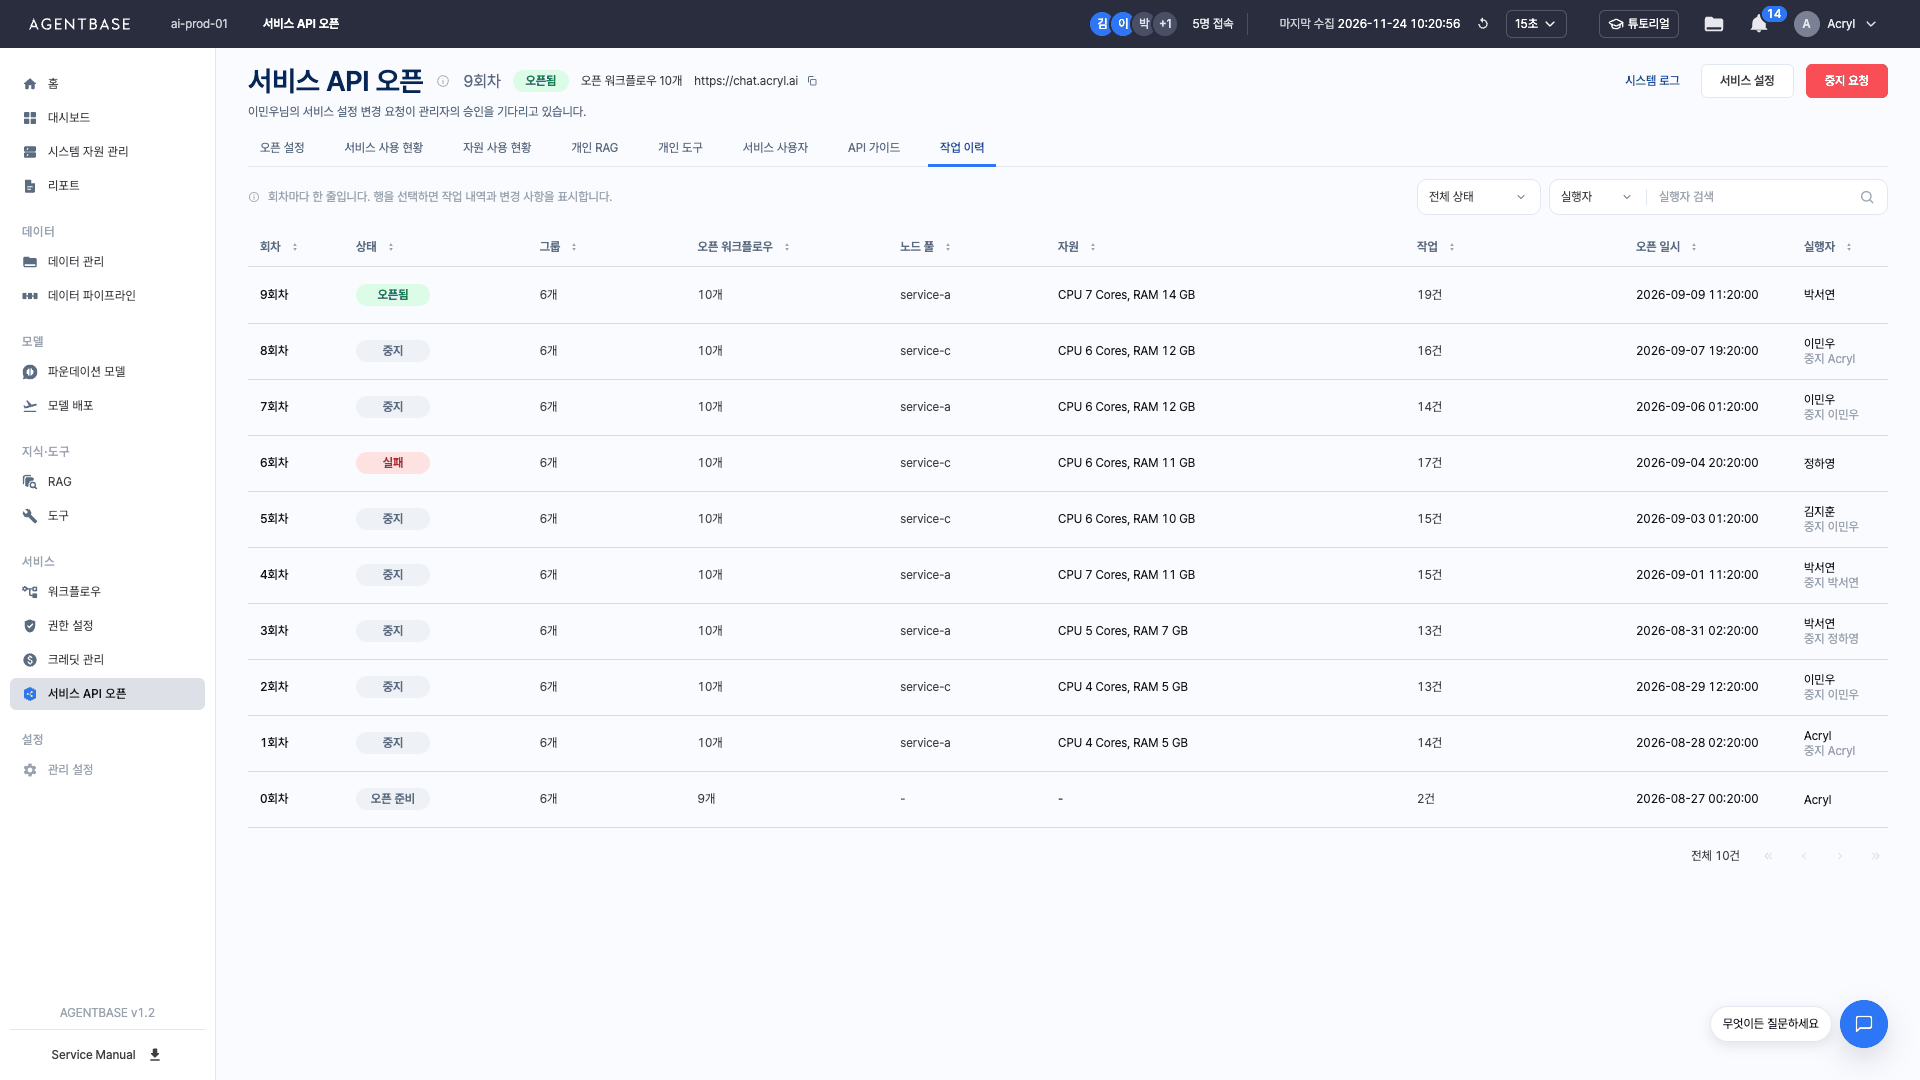 AGENTBASE ai-prod-01 서비스 API 오픈 김 이 박 +1 5명 접속 마지막 수집 2026-11-24 10:20:56 15초 튜토리얼 14 A Acryl
홈
대시보드
시스템 자원 관리
리포트
데이터
데이터 관리
데이터 파이프라인
모델
파운데이션 모델
모델 배포
지식·도구
RAG
도구
서비스
워크플로우
권한 설정
크레딧 관리
서비스 API 오픈
설정
관리 설정
AGENTBASE v1.2
Service Manual
서비스 API 오픈 9회차 오픈됨 오픈 워크플로우 10개 https://chat.acryl.ai 시스템 로그 서비스 설정 중지 요청
이민우님의 서비스 설정 변경 요청이 관리자의 승인을 기다리고 있습니다.
오픈 설정 서비스 사용 현황 자원 사용 현황 개인 RAG 개인 도구 서비스 사용자 API 가이드 작업 이력
회차마다 한 줄입니다. 행을 선택하면 작업 내역과 변경 사항을 표시합니다. 전체 상태 실행자 실행자 검색
회차 상태 그룹 오픈 워크플로우 노드 풀 자원 작업 오픈 일시 실행자
9회차 오픈됨 6개 10개 service-a CPU 7 Cores, RAM 14 GB 19건 2026-09-09 11:20:00 박서연
8회차 중지 6개 10개 service-c CPU 6 Cores, RAM 12 GB 16건 2026-09-07 19:20:00 이민우
중지 Acryl
7회차 중지 6개 10개 service-a CPU 6 Cores, RAM 12 GB 14건 2026-09-06 01:20:00 이민우
중지 이민우
6회차 실패 6개 10개 service-c CPU 6 Cores, RAM 11 GB 17건 2026-09-04 20:20:00 정하영
5회차 중지 6개 10개 service-c CPU 6 Cores, RAM 10 GB 15건 2026-09-03 01:20:00 김지훈
중지 이민우
4회차 중지 6개 10개 service-a CPU 7 Cores, RAM 11 GB 15건 2026-09-01 11:20:00 박서연
중지 박서연
3회차 중지 6개 10개 service-a CPU 5 Cores, RAM 7 GB 13건 2026-08-31 02:20:00 박서연
중지 정하영
2회차 중지 6개 10개 service-c CPU 4 Cores, RAM 5 GB 13건 2026-08-29 12:20:00 이민우
중지 이민우
1회차 중지 6개 10개 service-a CPU 4 Cores, RAM 5 GB 14건 2026-08-28 02:20:00 Acryl
중지 Acryl
0회차 오픈 준비 6개 9개 - - 2건 2026-08-27 00:20:00 Acryl
전체 10건
무엇이든 질문하세요